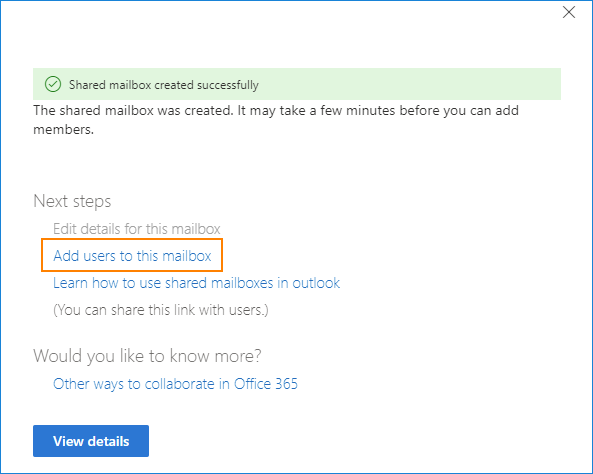 Shared mailbox created successfully
The shared mailbox was created. It may take a few minutes before you can add
members.
Next steps
Edit details for this mailbox
Add users to this mailbox
Learn how to use shared mailboxes in outlook
(You can share this link with users.)
Would you like to know more?
Other ways to collaborate in Office 365
View details